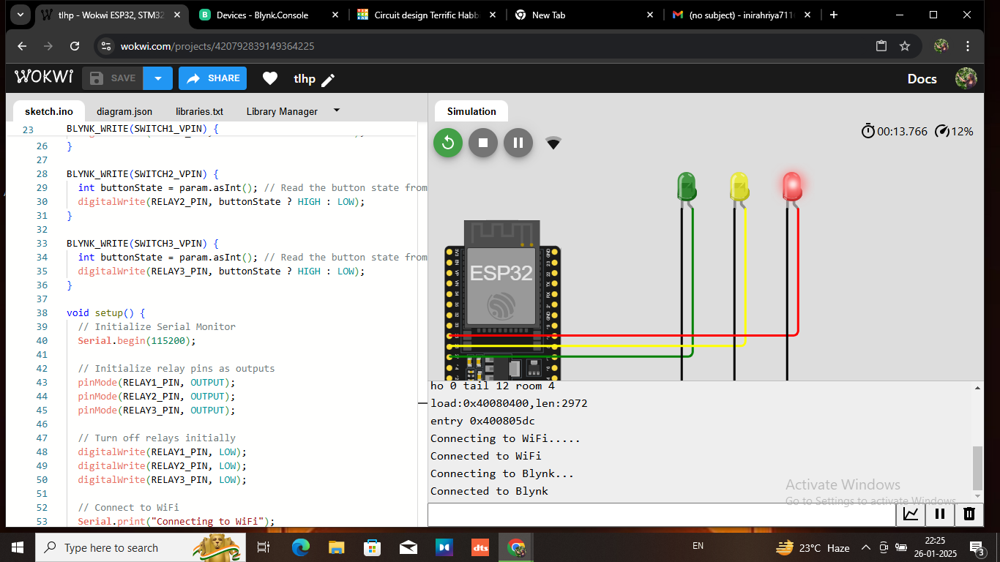 tlhp - Wokwi ESP32, STM32
Devices - Blynk.Console
Circuit design Terrific Habb
New Tab
(no subject) - inirahriya711
wokwi.com/projects/420792839149364225
WOKWI
SAVE
SHARE
tlhp
Docs
sketch.ino
diagram.json
libraries.txt
Library Manager
Simulation
23 BLYNK_WRITE(SWITCH1_VPIN) {
26 }
27
28 BLYNK_WRITE(SWITCH2_VPIN) {
29 int buttonState = param.asInt(); // Read the button state from
30 digitalWrite(RELAY2_PIN, buttonState ? HIGH : LOW);
31 }
32
33 BLYNK_WRITE(SWITCH3_VPIN) {
34 int buttonState = param.asInt(); // Read the button state from
35 digitalWrite(RELAY3_PIN, buttonState ? HIGH : LOW);
36 }
37
38 void setup() {
39 // Initialize Serial Monitor
40 Serial.begin(115200);
41
42 // Initialize relay pins as outputs
43 pinMode(RELAY1_PIN, OUTPUT);
44 pinMode(RELAY2_PIN, OUTPUT);
45 pinMode(RELAY3_PIN, OUTPUT);
46
47 // Turn off relays initially
48 digitalWrite(RELAY1_PIN, LOW);
49 digitalWrite(RELAY2_PIN, LOW);
50 digitalWrite(RELAY3_PIN, LOW);
51
52 // Connect to WiFi
53 Serial.print("Connecting to WiFi");
00:13.766 12%
ESP32
ho 0 tail 12 room 4
load:0x40080400,len:2972
entry 0x400805dc
Connecting to WiFi.....
Connected to WiFi
Connecting to Blynk...
Connected to Blynk
Activate Windows
Go to Settings to activate Windows.
Type here to search
dts
EN
23°C Haze
22:25
26-01-2025
3